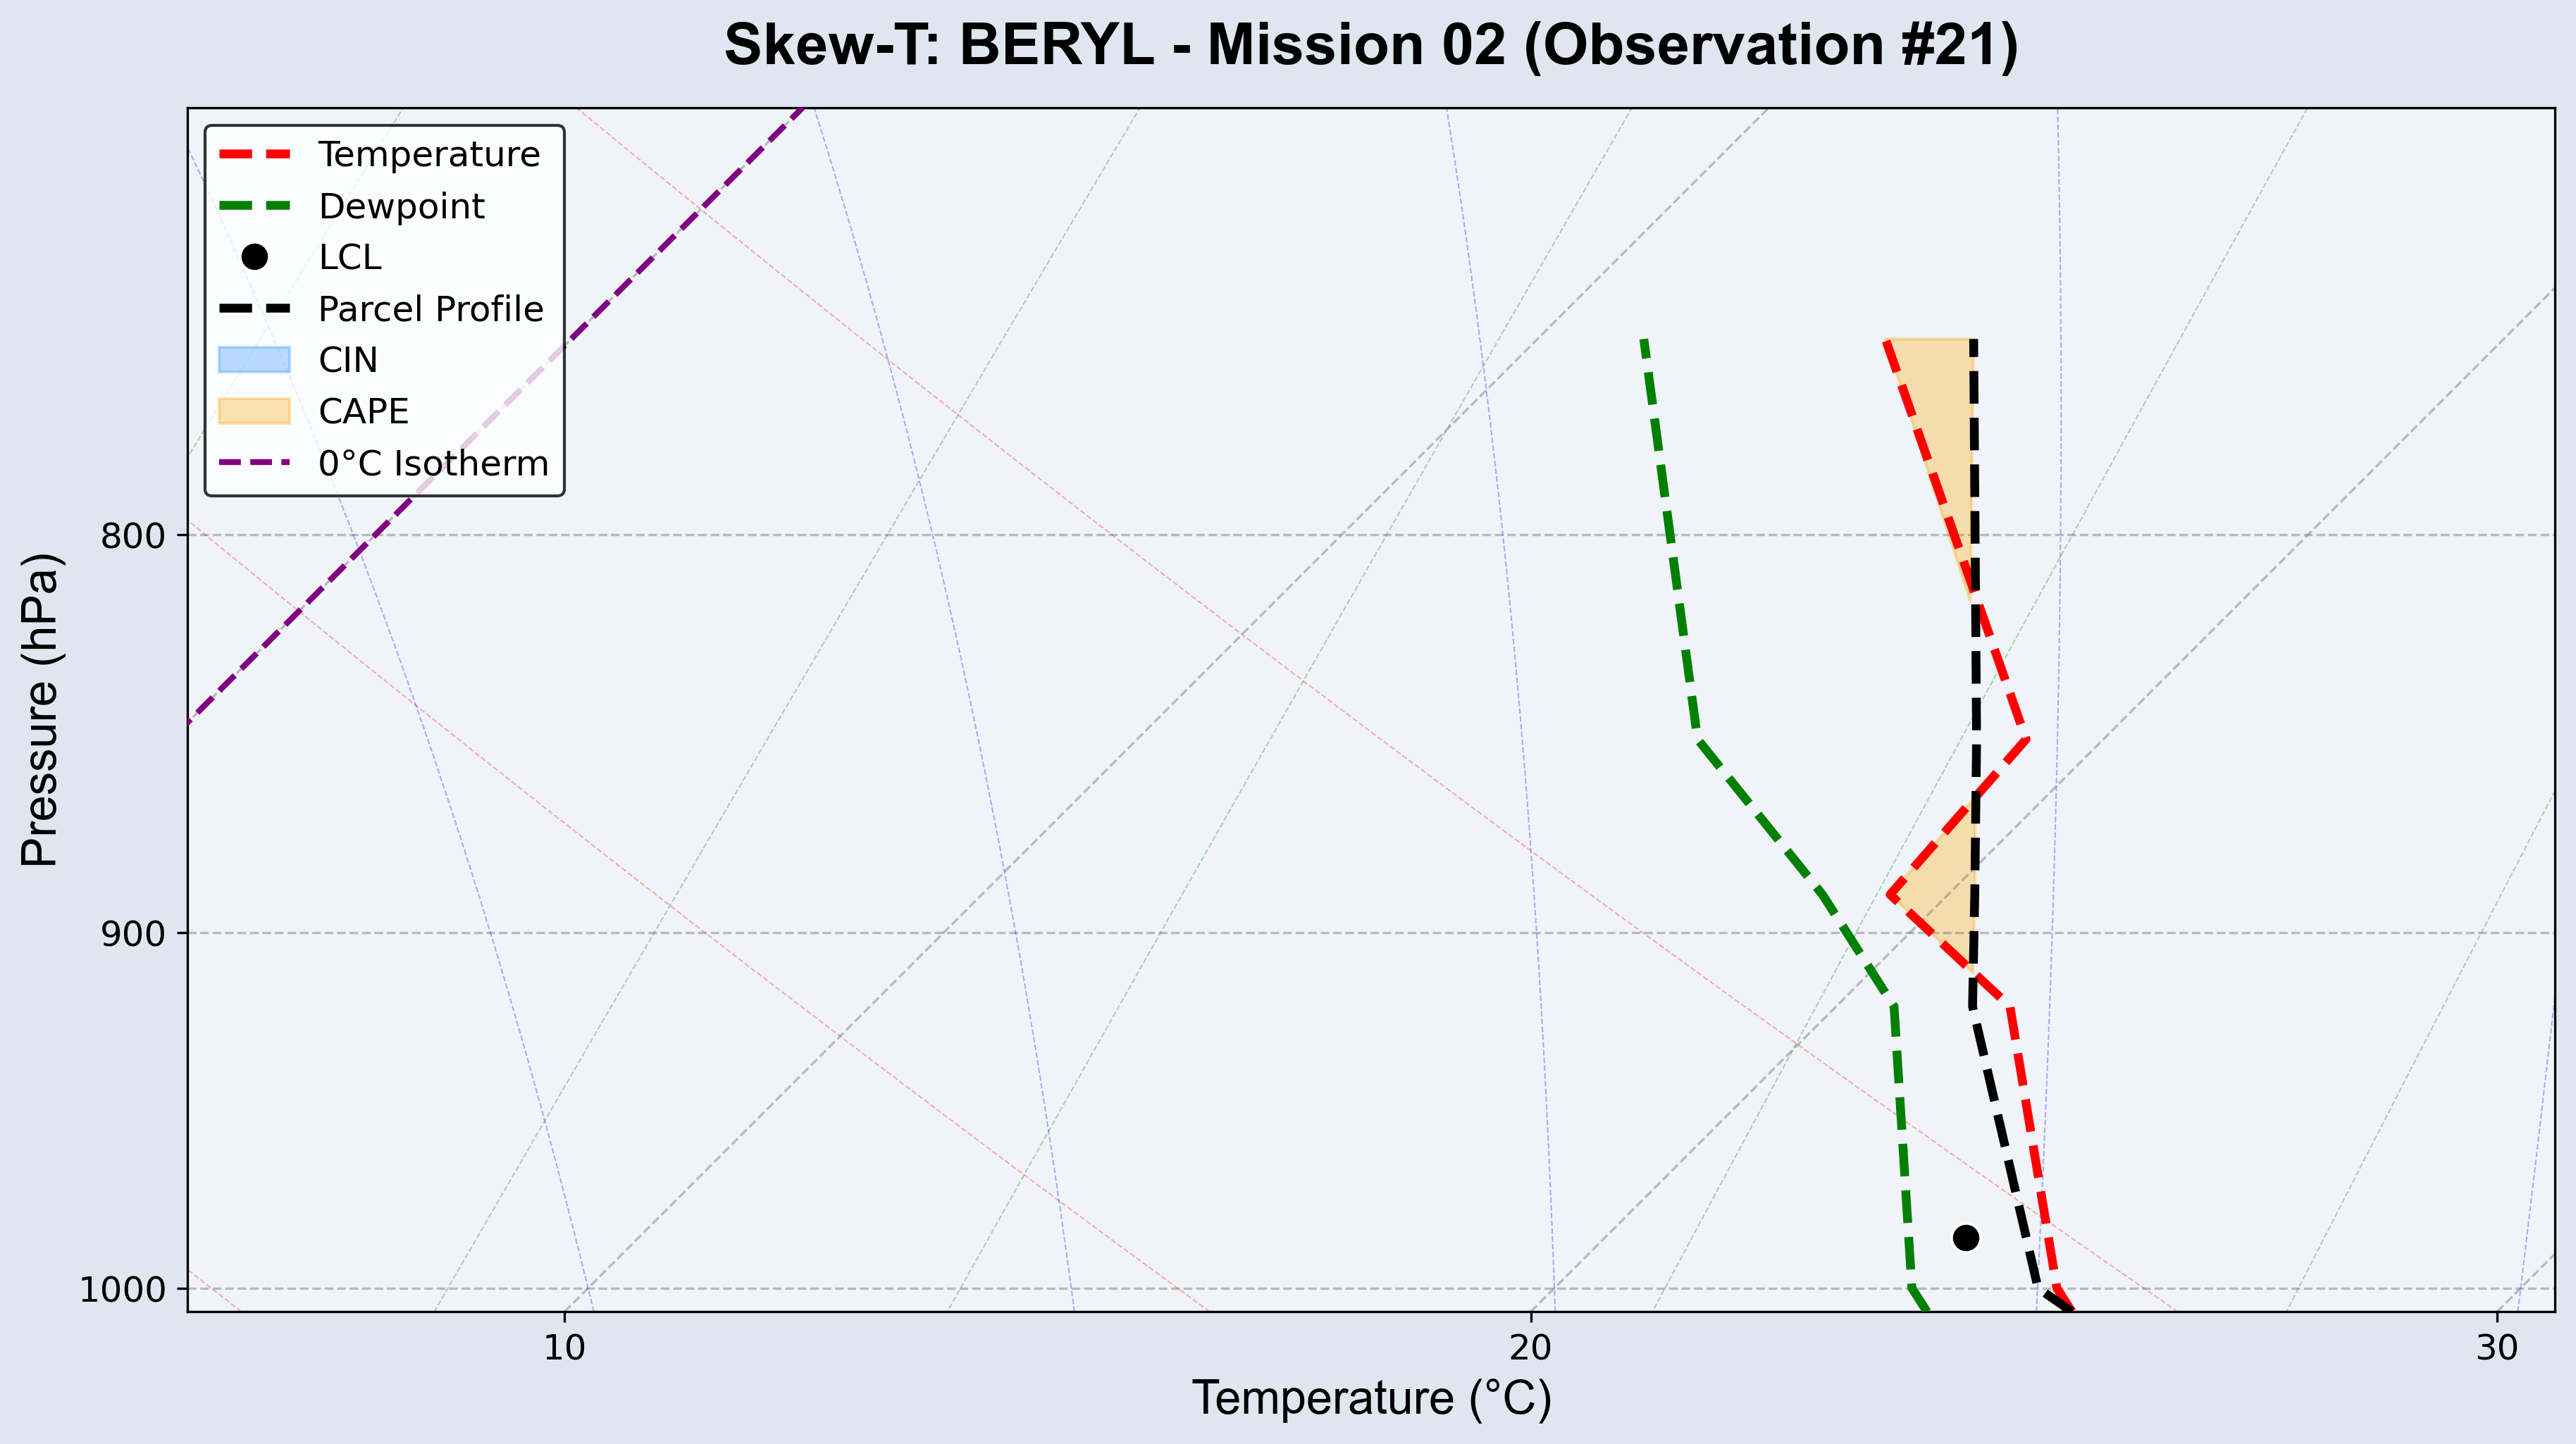 Skew-T: BERYL - Mission 02 (Observation #21)
Temperature
Dewpoint
LCL
Parcel Profile
CIN
CAPE
0°C Isotherm
Pressure (hPa)
800
900
1000
10
20
30
Temperature (°C)